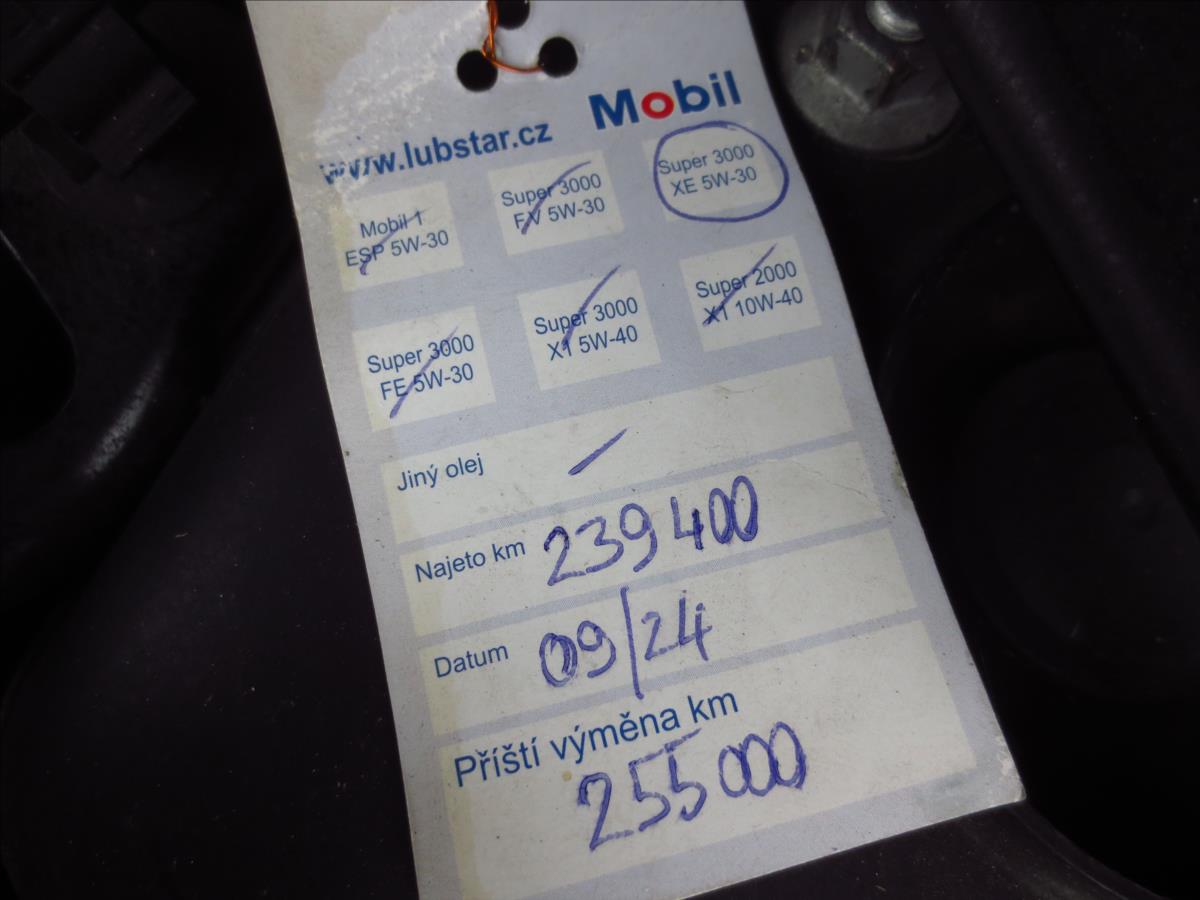 Mobil
www.lubstar.cz
Mobil 1
ESP 5W-30
Super 3000
FV 5W-30
Super 3000
XE 5W-30
Super 3000
FE 5W-30
Super 3000
X1 5W-40
Super 2000
X1 10W-40
Jiný olej
Najeto km 239 400
Datum 09/24
Příští výměna km
255 000